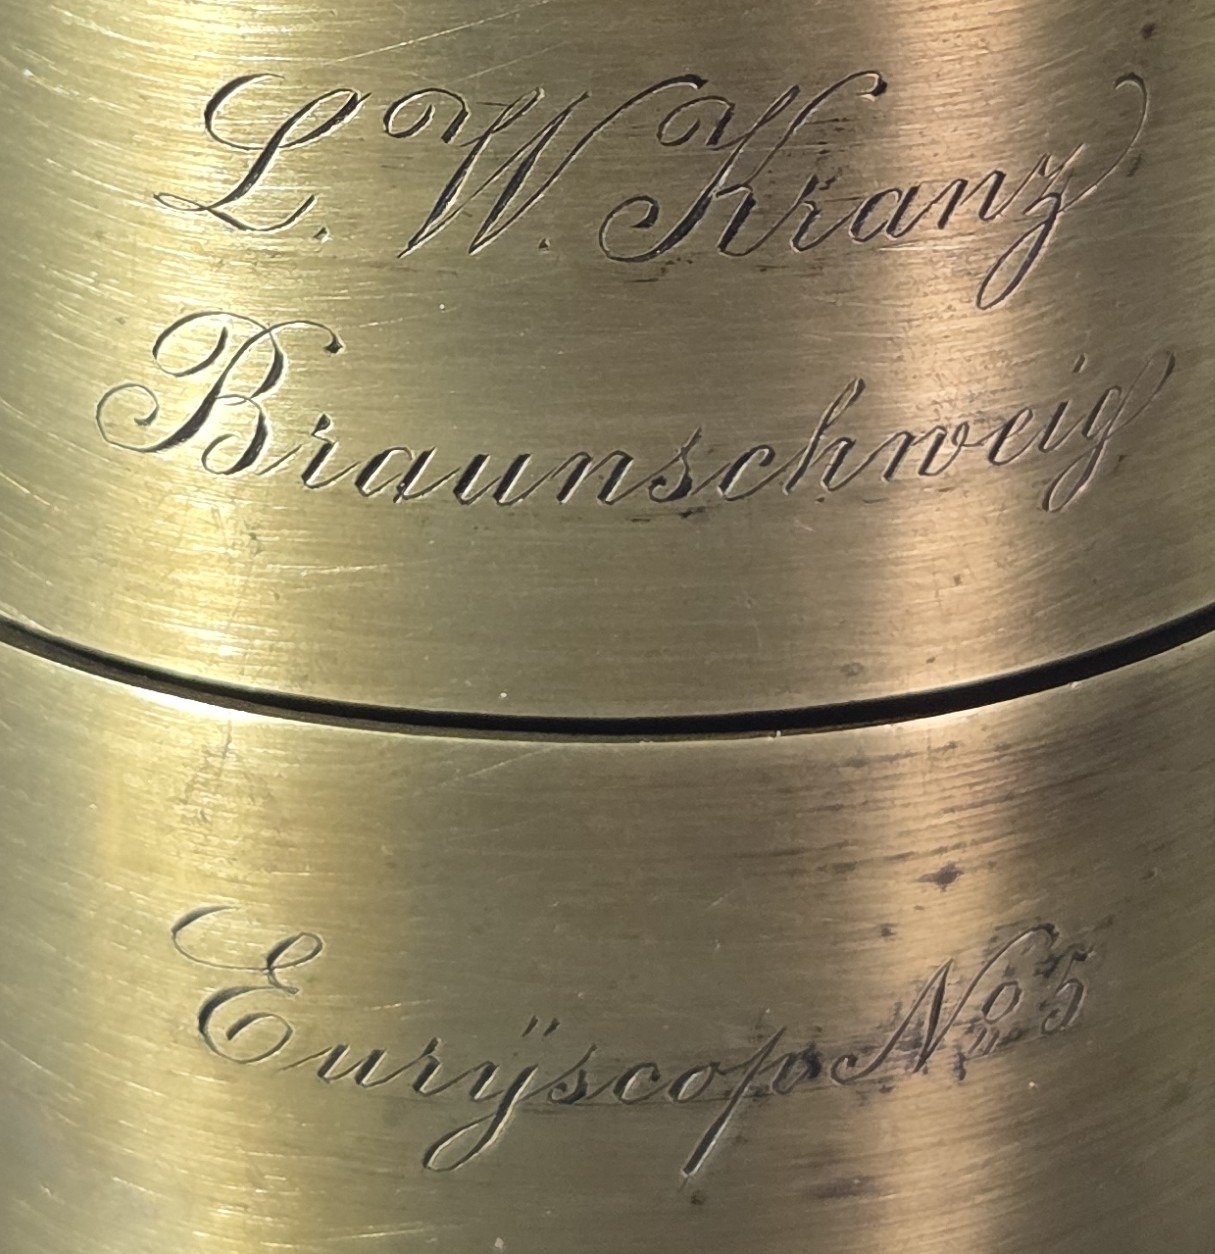 L. W. Kranz
Braunschweig
Eurÿscop No 5